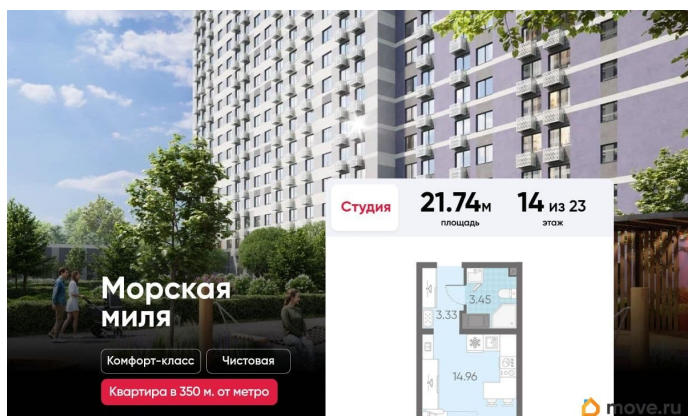 Студия
21.74м
площадь
14 из 23
этаж
3.45
3.33
14.96
Морская
миля
Комфорт-класс
Чистовая
Квартира в 350 м. от метро
move.ru